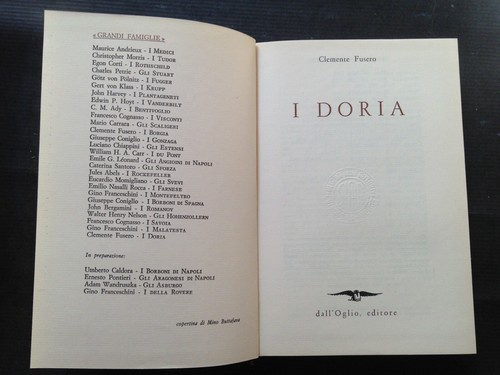 « GRANDI FAMIGLIE »
Maurice Andrieux - I MEDICI
Christopher Morris - I TUDOR
Egon Corti - I ROTHSCHILD
Charles Petrie - GLI STUART
Götz von Pölnitz - I FUGGER
Gert von Klass - I KRUPP
John Harvey - I PLANTAGENETI
Edwin P. Hoyt - I VANDERBILT
C. M. Ady - I BENTIVOGLIO
Francesco Cognasso - I VISCONTI
Mario Carrara - GLI SCALIGERI
Clemente Fusero - I BORGIA
Giuseppe Coniglio - I GONZAGA
Luciano Chiappini - GLI ESTENSI
William H. A. Carr - I DU PONT
Emile G. Léonard - GLI ANGIOINI DI NAPOLI
Caterina Santoro - GLI SFORZA
Jules Abels - I ROCKEFELLER
Eucardio Momigliano - GLI SVEVI
Emilio Nasalli Rocca - I FARNESE
Gino Franceschini - I MONTEFELTRO
Giuseppe Coniglio - I BORBONI DI SPAGNA
John Bergamini - I ROMANOV
Walter Henry Nelson - GLI HOHENZOLLERN
Francesco Cognasso - I SAVOIA
Gino Franceschini - I MALATESTA
Clemente Fusero - I DORIA
In preparazione:
Umberto Caldora - I BORBONI DI NAPOLI
Ernesto Pontieri - GLI ARAGONESI DI NAPOLI
Adam Wandruszka - GLI ASBURGO
Gino Franceschini - I DELLA ROVERE
copertina di Mino Buttafava
Clemente Fusero
I DORIA
dall'Oglio, editore